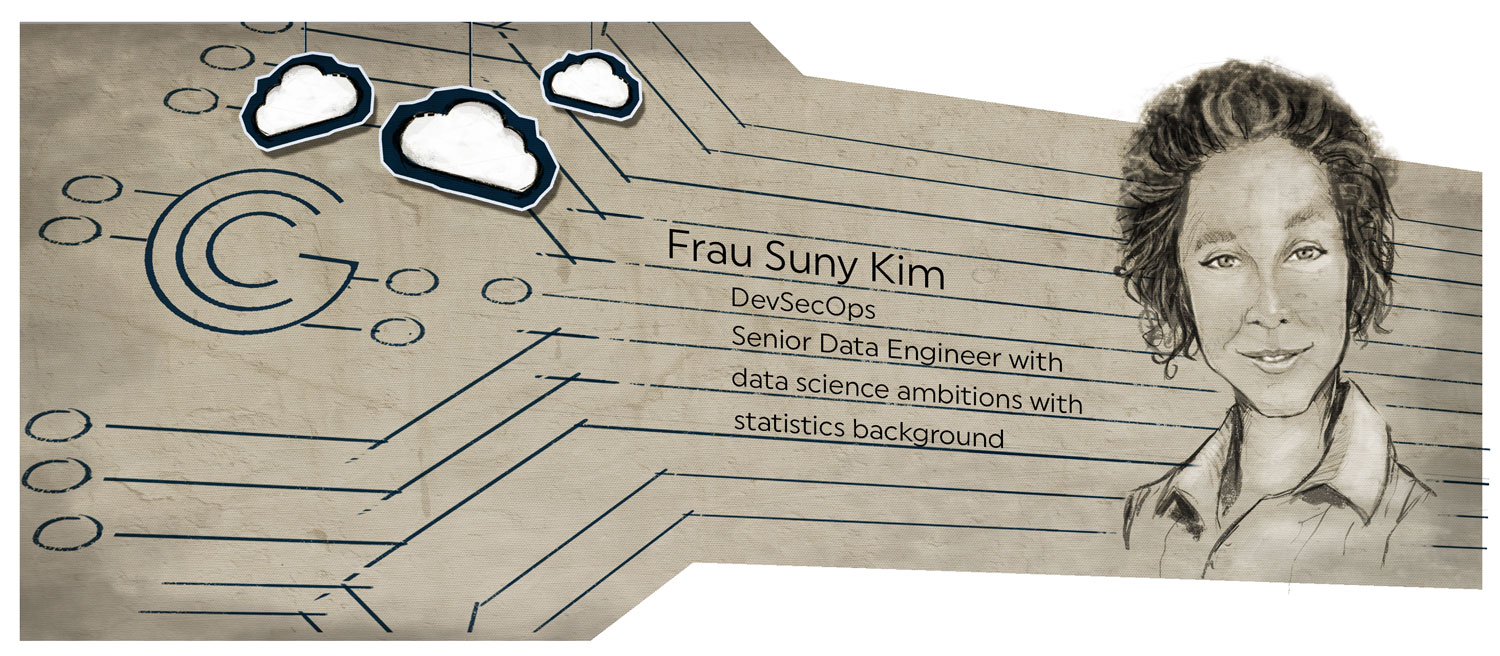 Frau Suny Kim
DevSecOps
Senior Data Engineer with
data science ambitions with
statistics background